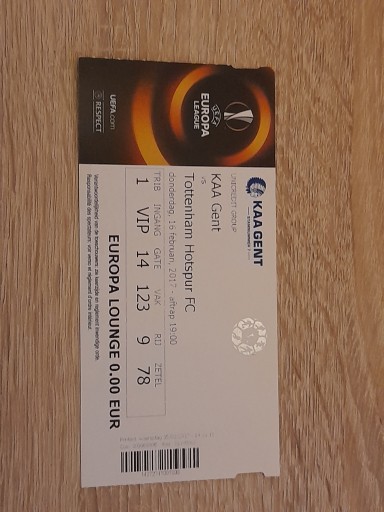 UEFA
EUROPA
LEAGUE
UEFA.com
RESPECT
KAA GENT
UNICREDIT GROUP
KAA Gent
vs
Tottenham Hotspur FC
donderdag, 16 februari, 2017 - aftrap 19:00
TRIB INGANG GATE VAK RIJ ZETEL
1 VIP 14 123 9 78
EUROPA LOUNGE 0.00 EUR